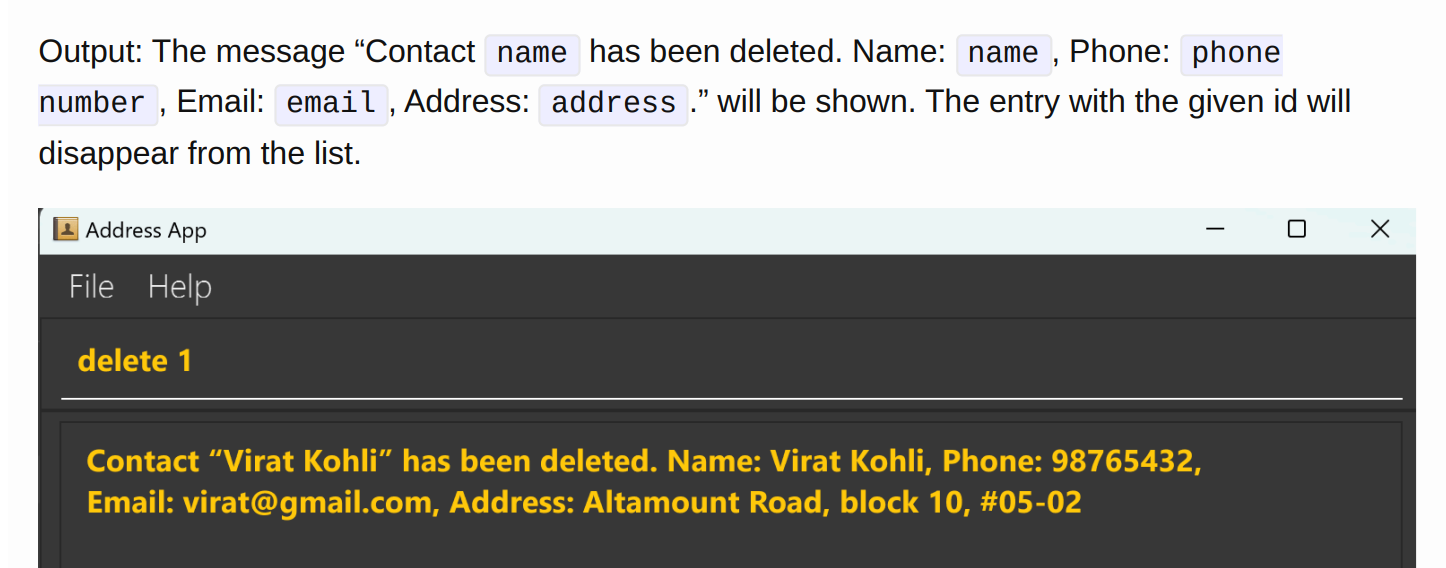 Output: The message “Contact name has been deleted. Name: name, Phone: phone
number, Email: email, Address: address.” will be shown. The entry with the given id will
disappear from the list.
Address App
File Help
delete 1
Contact “Virat Kohli” has been deleted. Name: Virat Kohli, Phone: 98765432,
Email: virat@gmail.com, Address: Altamount Road, block 10, #05-02